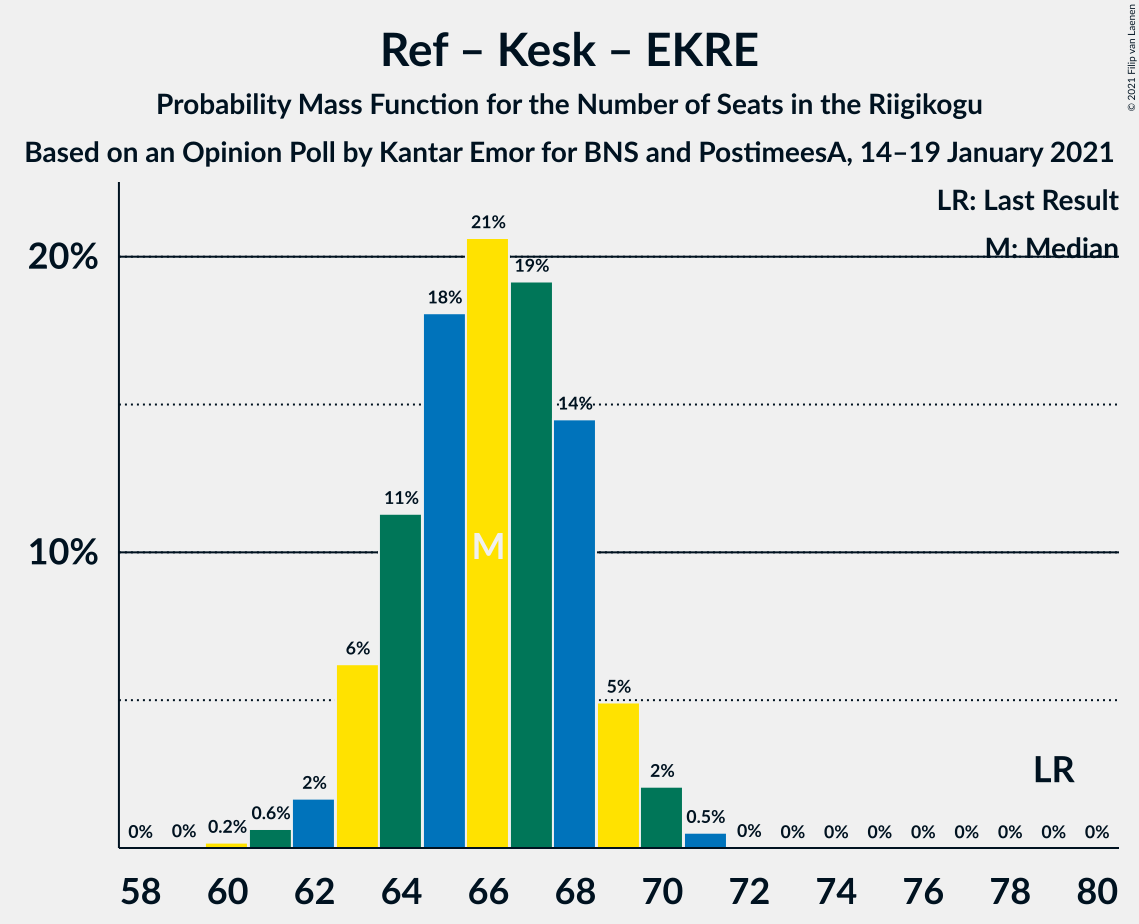 Ref – Kesk – EKRE
Probability Mass Function for the Number of Seats in the Riigikogu
Based on an Opinion Poll by Kantar Emor for BNS and PostimeesA, 14–19 January 2021
© 2021 Filip van Laenen
LR: Last Result
M: Median
20%
10%
0% 0% 0.2% 0.6% 2% 6% 11% 18% 21% 19% 14% 5% 2% 0.5% 0% 0% 0% 0% 0% 0% 0% 0% 0%
M
LR
58 60 62 64 66 68 70 72 74 76 78 80